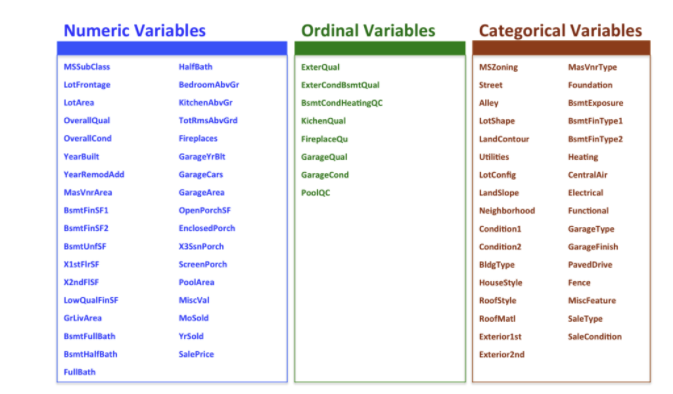 Numeric Variables
MSSubClass
LotFrontage
LotArea
OverallQual
OverallCond
YearBuilt
YearRemodAdd
MasVnrArea
BsmtFinSF1
BsmtFinSF2
BsmtUnfSF
X1stFlrSF
X2ndFlSF
LowQualFinSF
GrLivArea
BsmtFullBath
BsmtHalfBath
FullBath
HalfBath
BedroomAbvGr
KitchenAbvGr
TotRmsAbvGrd
Fireplaces
GarageYrBlt
GarageCars
GarageArea
OpenPorchSF
EnclosedPorch
X3SsnPorch
ScreenPorch
PoolArea
MiscVal
MoSold
YrSold
SalePrice
Ordinal Variables
ExterQual
ExterCondBsmtQual
BsmtCondHeatingQC
KichenQual
FireplaceQu
GarageQual
GarageCond
PoolQC
Categorical Variables
MSZoning
Street
Alley
LotShape
LandContour
Utilities
LotConfig
LandSlope
Neighborhood
Condition1
Condition2
BldgType
HouseStyle
RoofStyle
RoofMatl
Exterior1st
Exterior2nd
MasVnrType
Foundation
BsmtExposure
BsmtFinType1
BsmtFinType2
Heating
CentralAir
Electrical
Functional
GarageType
GarageFinish
PavedDrive
Fence
MiscFeature
SaleType
SaleCondition